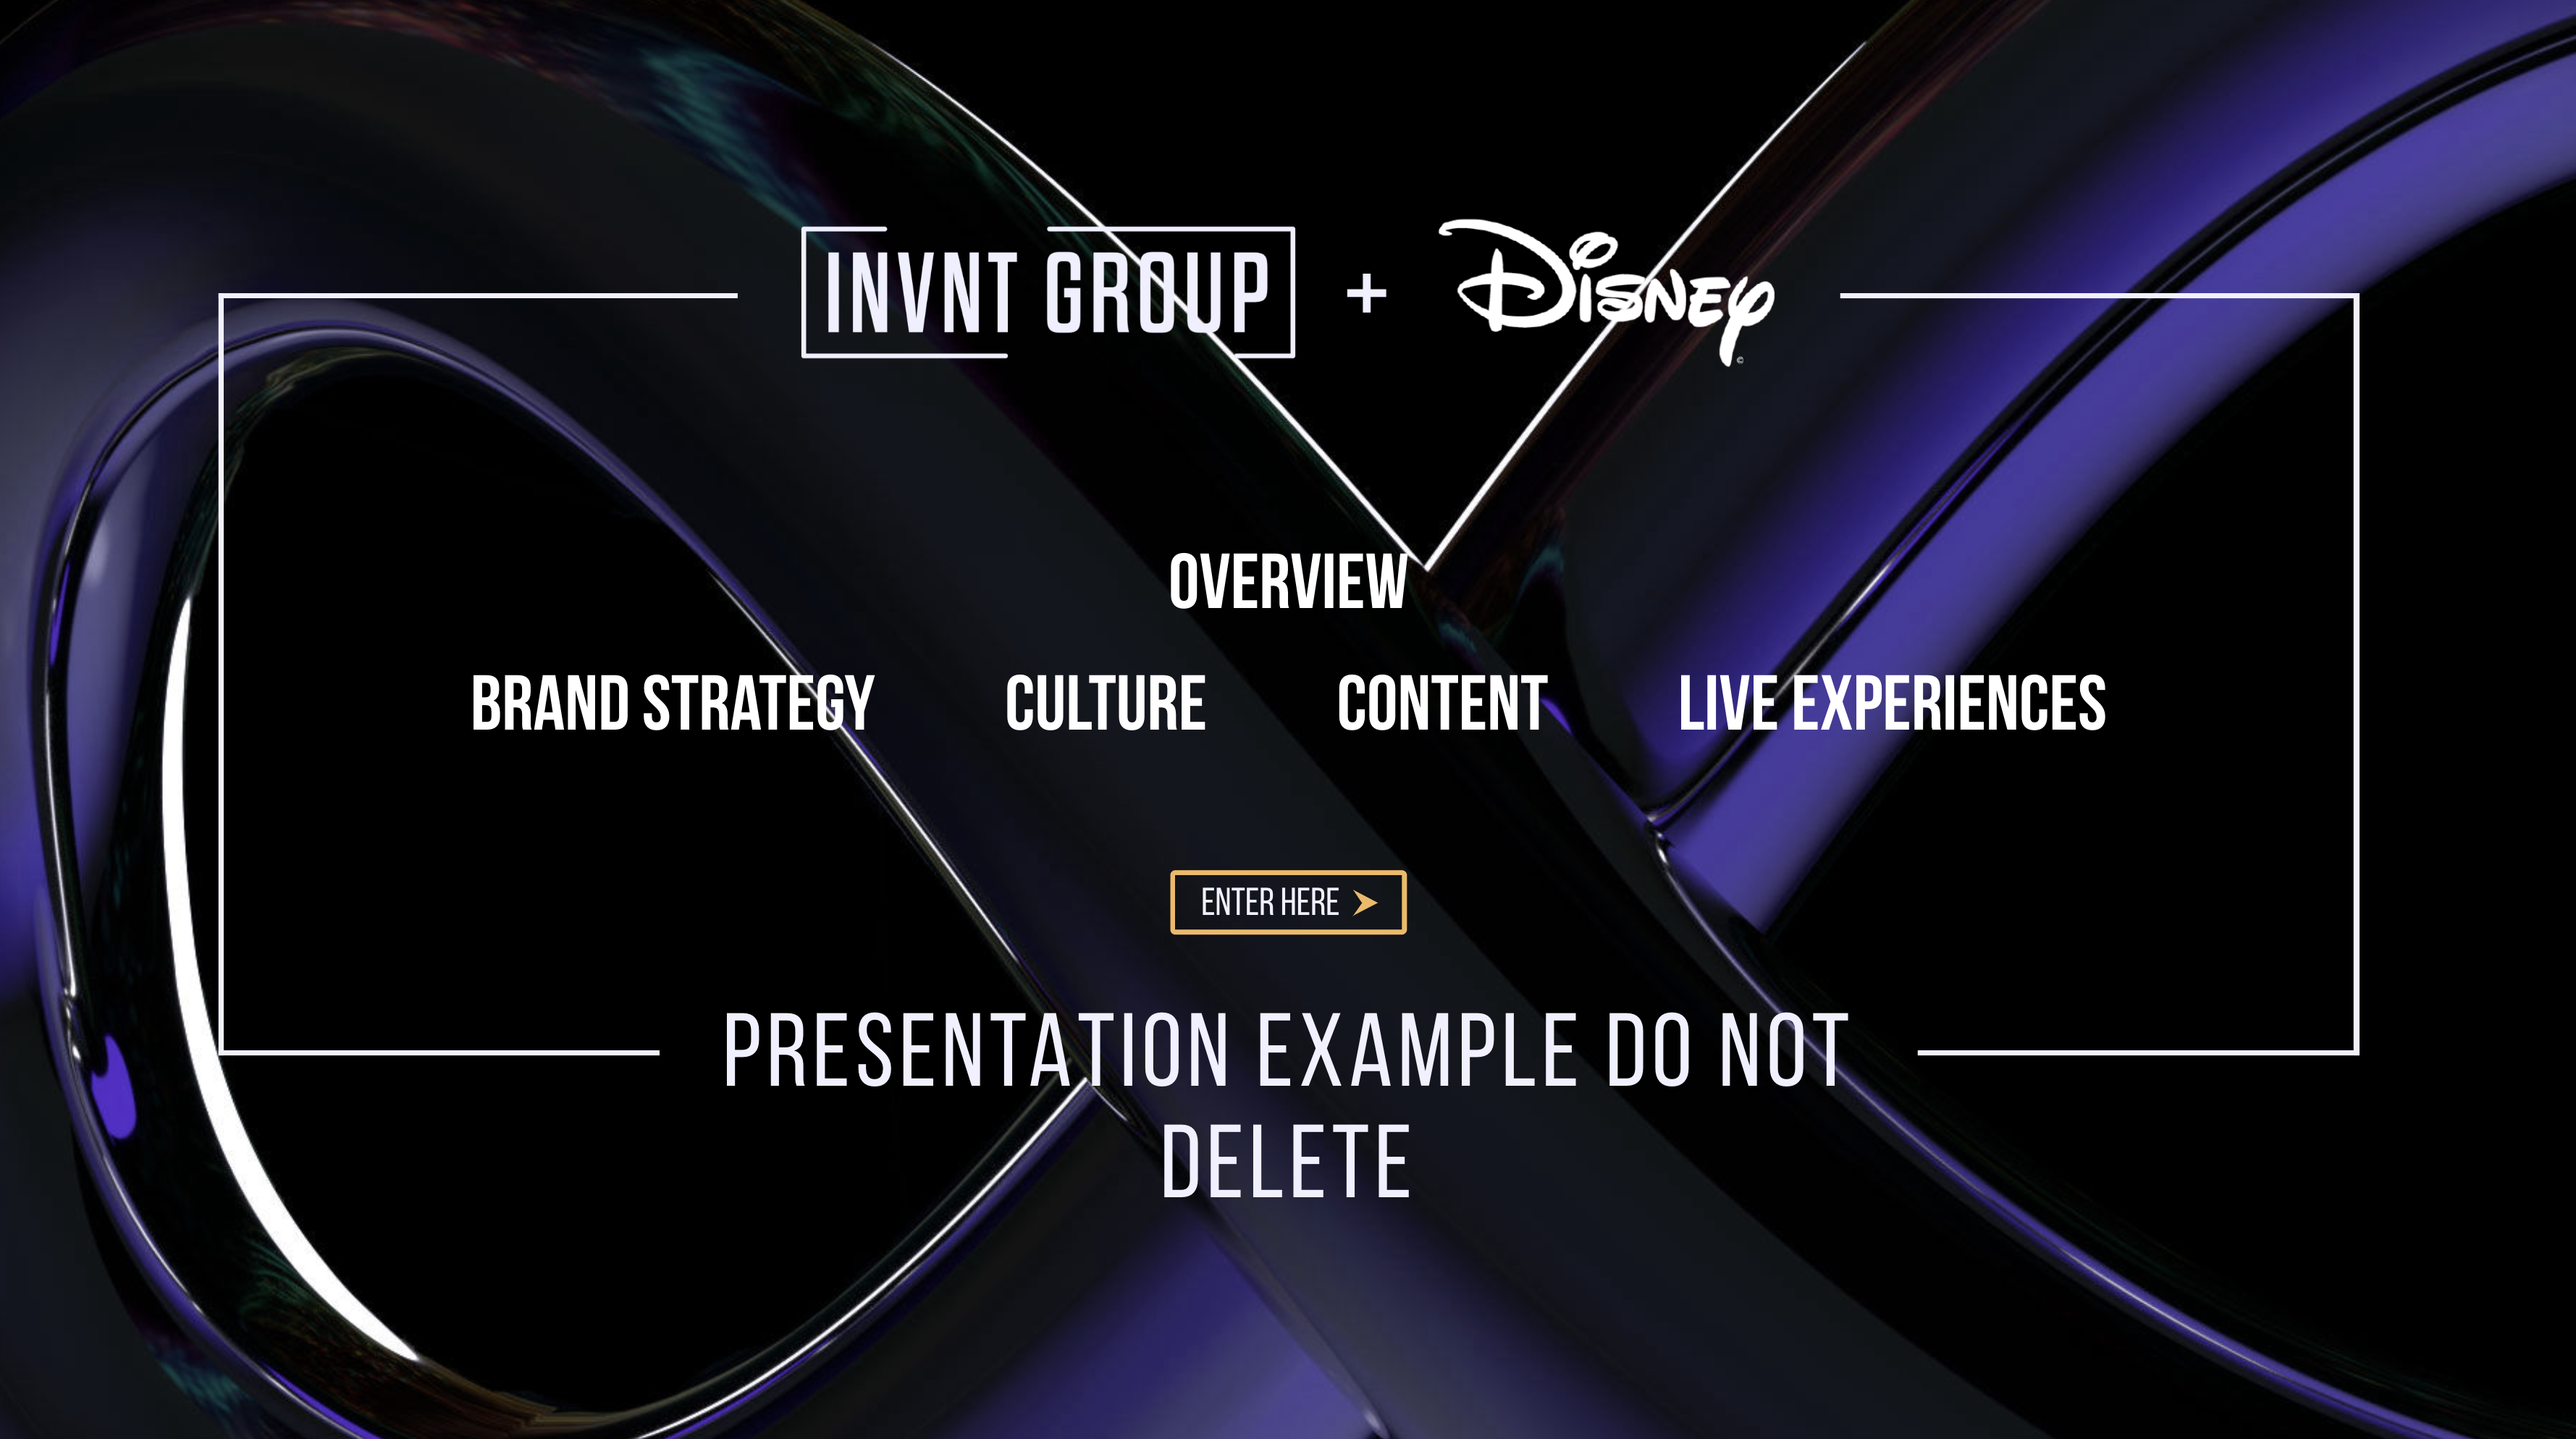 INVNT GROUP + Disney
OVERVIEW
BRAND STRATEGY CULTURE CONTENT LIVE EXPERIENCES
ENTER HERE
PRESENTATION EXAMPLE DO NOT
DELETE